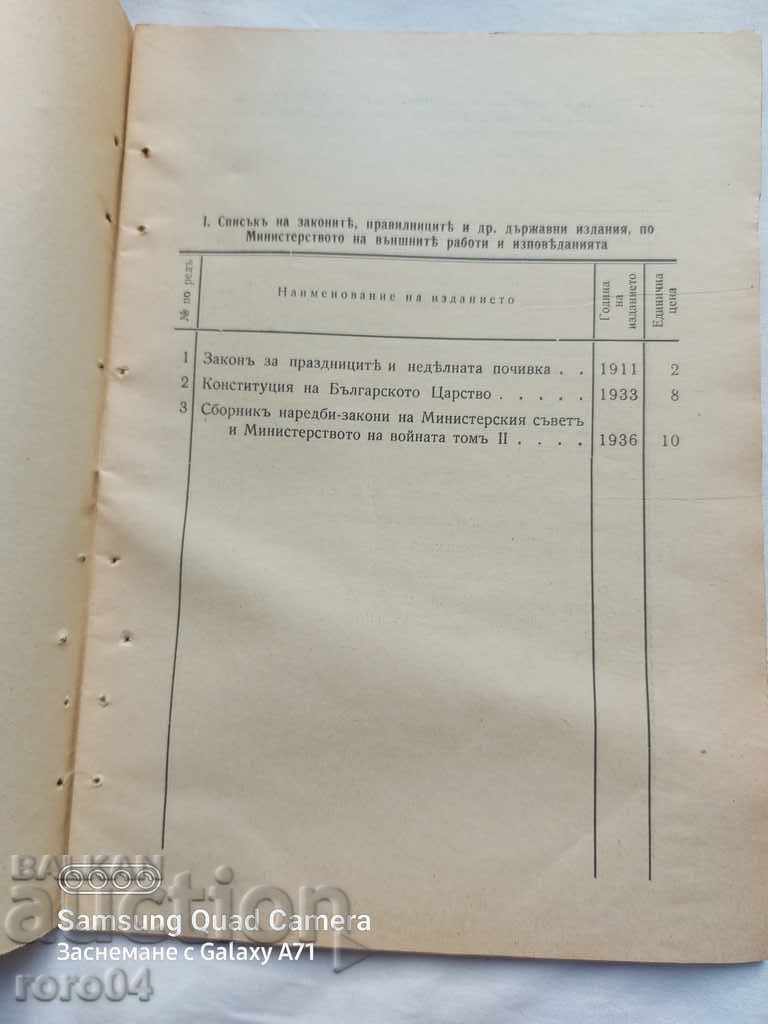 I. Списъкъ на законитѣ, правилницитѣ и др. държавни издания, по
Министерството на външнитѣ работи и изповѣданията
№ по редъ
Наименование на изданието
Година
на
изданието
Единична
цена
1 Законъ за празднициτѣ и недѣлната почивка . . 1911 2
2 Конституция на Българското Царство . . . . . 1933 8
3 Сборникъ наредби-закони на Министерския съветъ
и Министерството на войната томъ II . . . . 1936 10
BALKAN
auction
Samsung Quad Camera
Заснемане с Galaxy A71
roro04